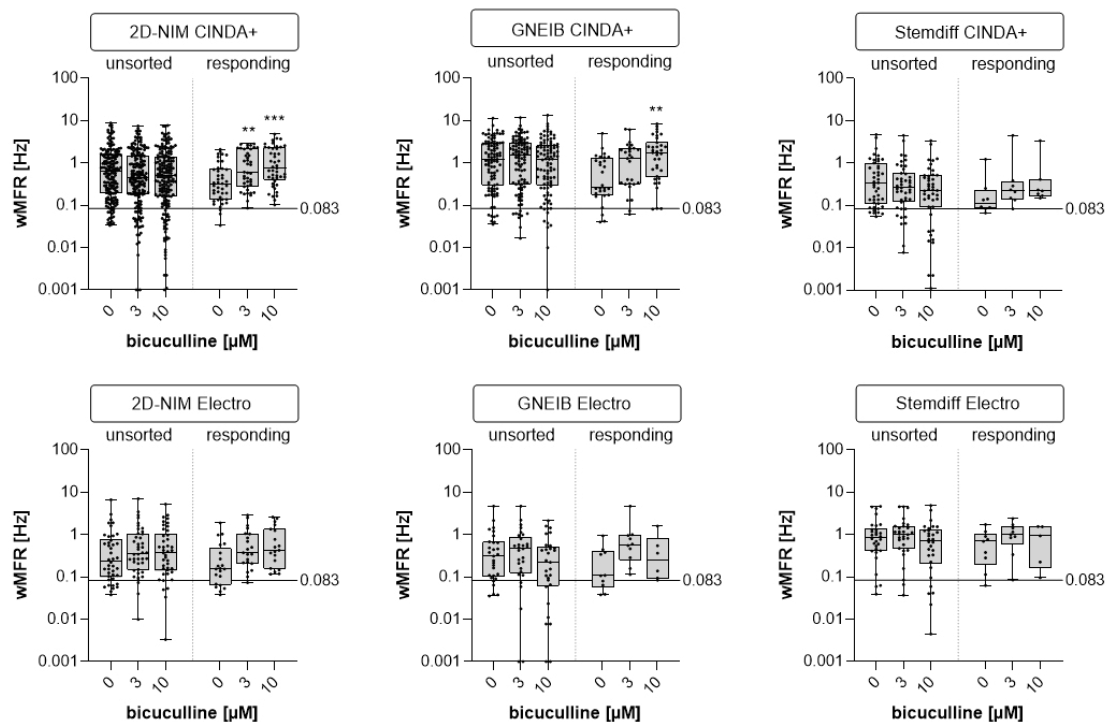 2D-NIM CINDA+
unsorted responding
100
10
1
0.1
0.01
0.001
wMFR [Hz]
** ***
0.083
0 3 10 0 3 10
bicuculline [µM]
GNEIB CINDA+
unsorted responding
100
10
1
0.1
0.01
0.001
wMFR [Hz]
**
0.083
0 3 10 0 3 10
bicuculline [µM]
Stemdiff CINDA+
unsorted responding
100
10
1
0.1
0.01
0.001
wMFR [Hz]
0.083
0 3 10 0 3 10
bicuculline [µM]
2D-NIM Electro
unsorted responding
100
10
1
0.1
0.01
0.001
wMFR [Hz]
0.083
0 3 10 0 3 10
bicuculline [µM]
GNEIB Electro
unsorted responding
100
10
1
0.1
0.01
0.001
wMFR [Hz]
0.083
0 3 10 0 3 10
bicuculline [µM]
Stemdiff Electro
unsorted responding
100
10
1
0.1
0.01
0.001
wMFR [Hz]
0.083
0 3 10 0 3 10
bicuculline [µM]